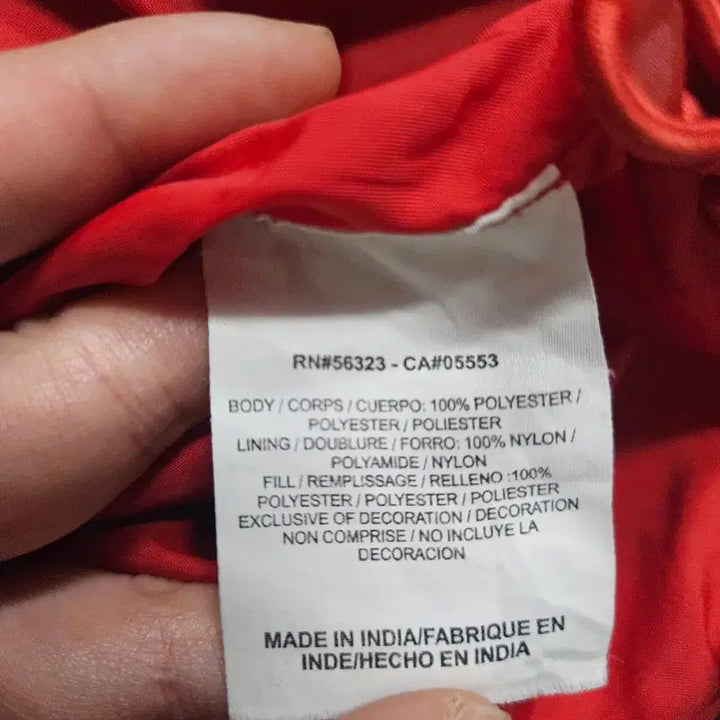 RN#56323 - CA#05553
BODY / CORPS / CUERPO: 100% POLYESTER /
POLYESTER / POLIESTER
LINING / DOUBLURE / FORRO: 100% NYLON /
POLYAMIDE / NYLON
FILL / REMPLISSAGE / RELLENO :100%
POLYESTER / POLYESTER / POLIESTER
EXCLUSIVE OF DECORATION / DECORATION
NON COMPRISE / NO INCLUYE LA
DECORACION
MADE IN INDIA/FABRIQUE EN
INDE/HECHO EN INDIA